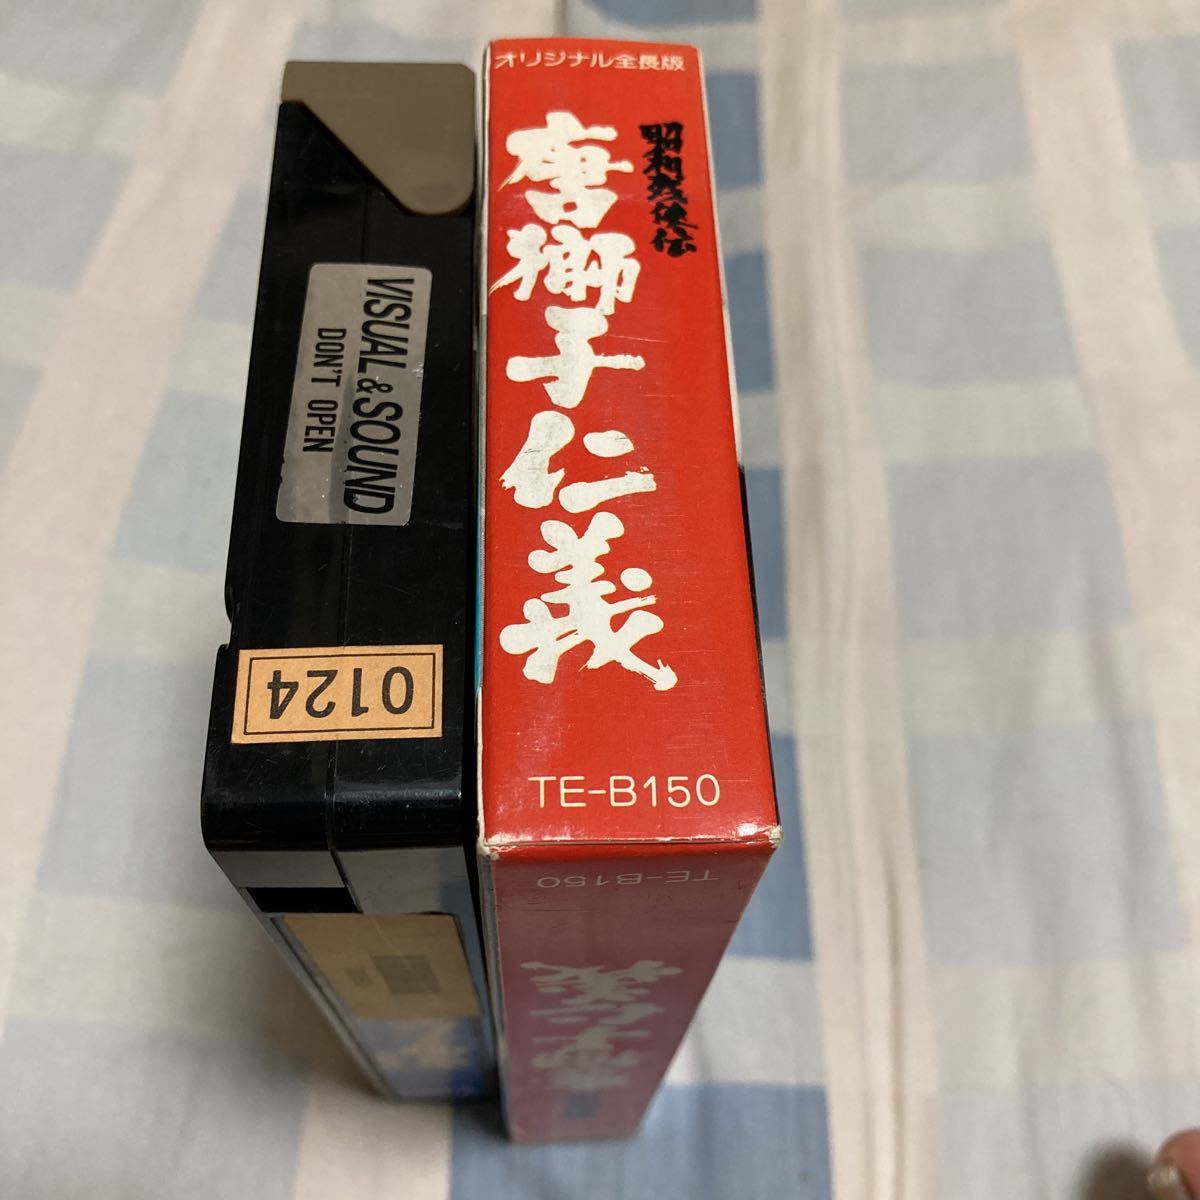 オリジナル全長版
昭和残侠伝
唐獅子仁義
TE-B150
TE-B150
VISUAL & SOUND
DON'T OPEN
0124